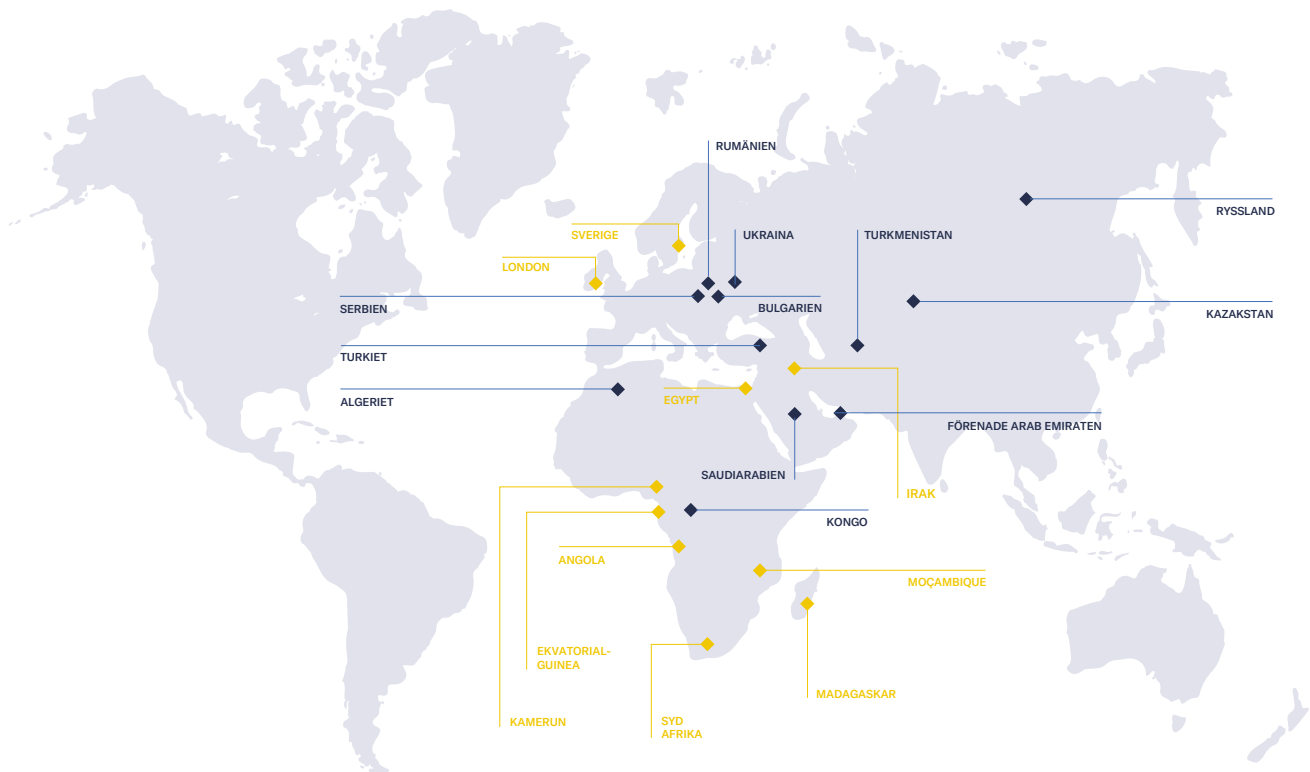 RUMÄNIEN
RYSSLAND
SVERIGE
UKRAINA
TURKMENISTAN
LONDON
SERBIEN
BULGARIEN
KAZAKSTAN
TURKIET
ALGERIET
EGYPT
FÖRENADE ARAB EMIRATEN
SAUDIARABIEN
IRAK
KONGO
ANGOLA
MOÇAMBIQUE
EKVATORIAL-
GUINEA
MADAGASKAR
KAMERUN
SYD
AFRIKA